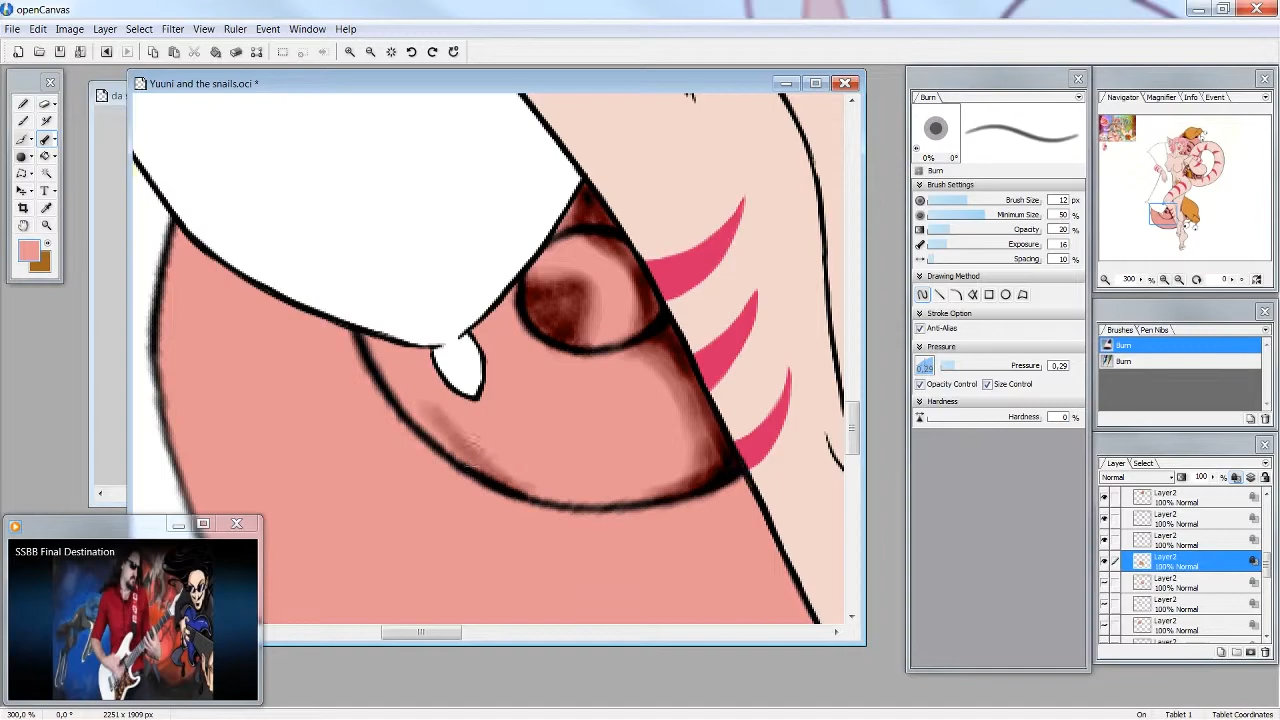 openCanvas
File Edit Image Layer Select Filter View Ruler Event Window Help
Yuuni and the snails.oci *
da
Burn
0% 0°
Burn
Brush Settings
Brush Size 12 px
Minimum Size 50 %
Opacity 20 %
Exposure 16
Spacing 10 %
Drawing Method
Stroke Option
Anti-Alias
Pressure
0,29 Pressure 0,29
Opacity Control Size Control
Hardness
Hardness 0 %
Navigator Magnifier Info Event
300 % 0 °
Brushes Pen Nibs
Burn
Burn
Layer Select
Normal 100 %
Layer2
100% Normal
Layer2
100% Normal
Layer2
100% Normal
Layer2
100% Normal
Layer2
100% Normal
Layer2
100% Normal
Layer2
100% Normal
SSBB Final Destination
300,0 % 0,0 ° 2251 x 1909 px On Tablet 1 Tablet Coordinates